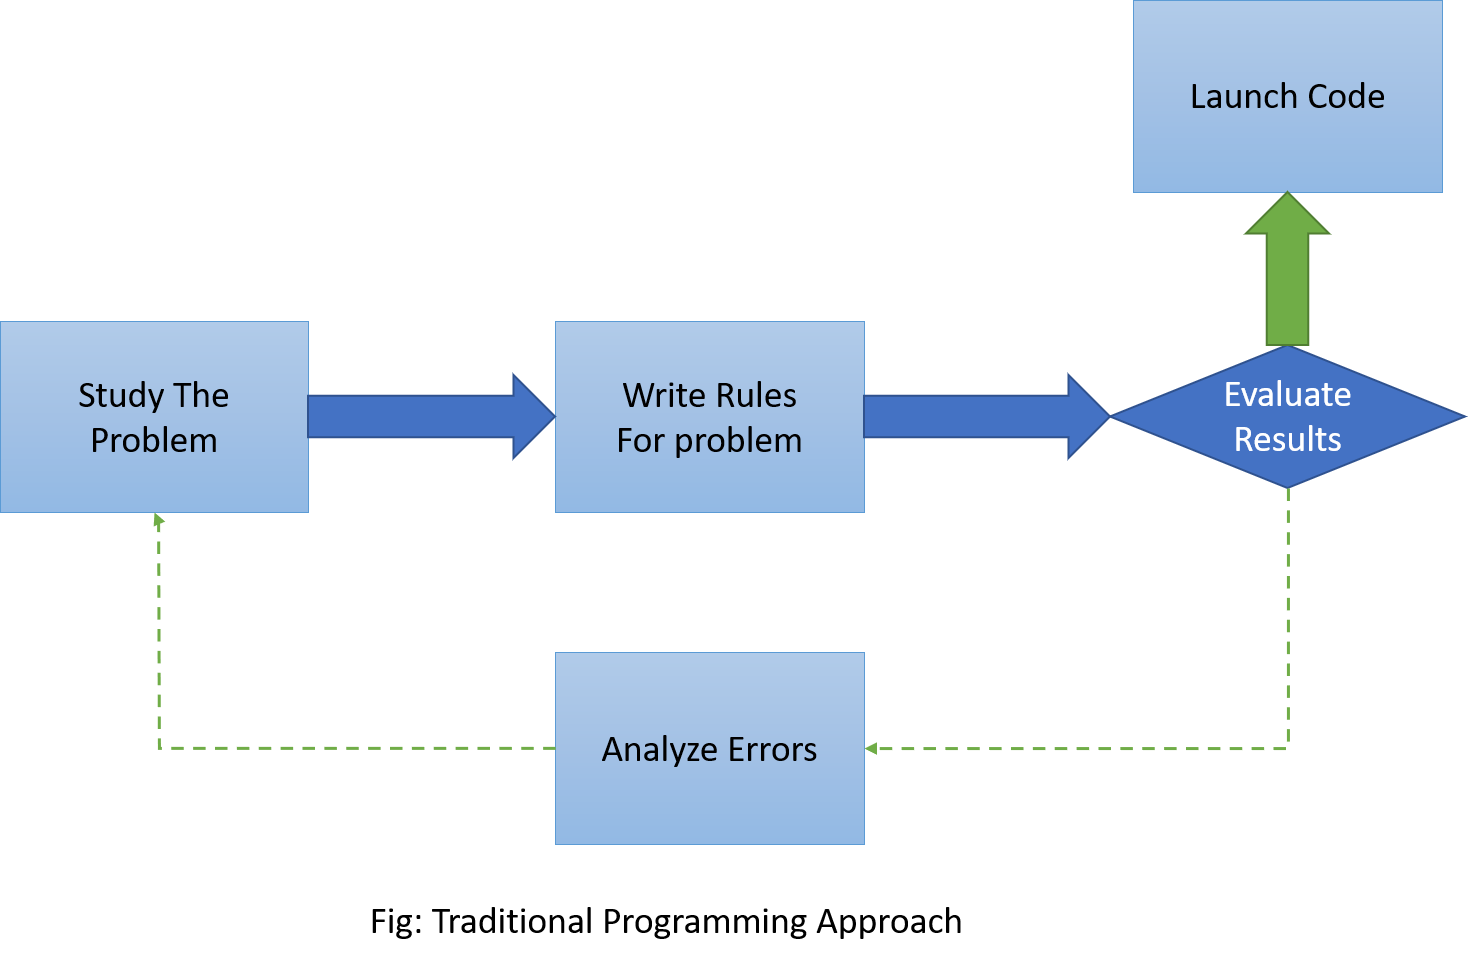 Launch Code
Study The
Problem
Write Rules
For problem
Evaluate
Results
Analyze Errors
Fig: Traditional Programming Approach